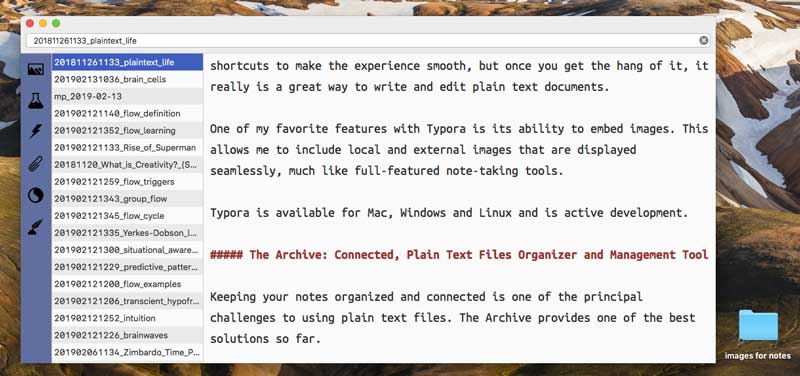 201811261133_plaintext_life
201811261133_plaintext_life
201902131036_brain_cells
mp_2019-02-13
201902121140_flow_definition
201902121352_flow_learning
201902121133_Rise_of_Superman
20181120_What_is_Creativity?_(S...
201902121259_flow_triggers
201902121343_group_flow
201902121345_flow_cycle
201902121335_Yerkes-Dobson_l...
201902121300_situational_aware...
201902121229_predictive_patter...
201902121200_flow_examples
201902121206_transcient_hypofr...
201902121252_intuition
201902121226_brainwaves
201902061134_Zimbardo_Time_P...
shortcuts to make the experience smooth, but once you get the hang of it, it
really is a great way to write and edit plain text documents.
One of my favorite features with Typora is its ability to embed images. This
allows me to include local and external images that are displayed
seamlessly, much like full-featured note-taking tools.
Typora is available for Mac, Windows and Linux and is active development.
##### The Archive: Connected, Plain Text Files Organizer and Management Tool
Keeping your notes organized and connected is one of the principal
challenges to using plain text files. The Archive provides one of the best
solutions so far.
images for notes